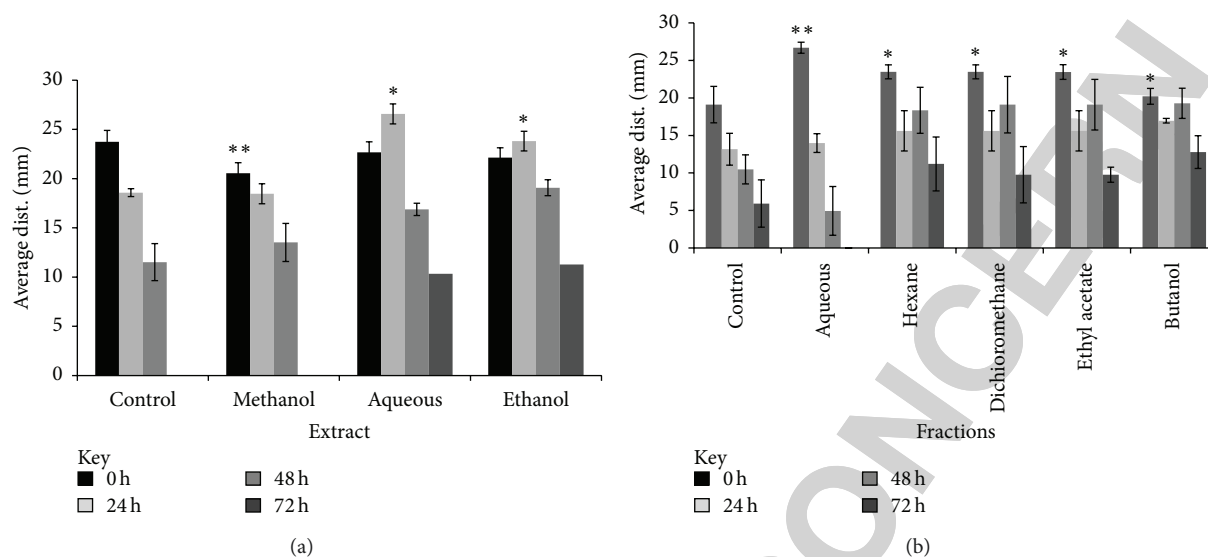 30
25
20
15
10
5
0
Average dist. (mm)
**
*
*
Control
Methanol
Aqueous
Ethanol
Extract
Key
0 h
48 h
24 h
72 h
(a)
30
25
20
15
10
5
0
Average dist. (mm)
**
*
*
*
*
Control
Aqueous
Hexane
Dichioromethane
Ethyl acetate
Butanol
Fractions
Key
0 h
48 h
24 h
72 h
(b)
ONCERN